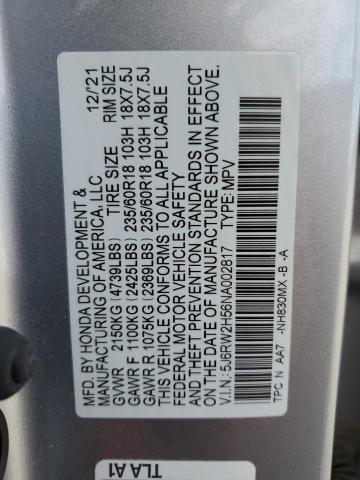 MFD. BY HONDA DEVELOPMENT & 12/'21
MANUFACTURING OF AMERICA, LLC
TIRE SIZE RIM SIZE
GVWR 2150KG (4739LBS)
GAWR F 1100KG (2425LBS) 235/60R18 103H 18X7.5J
GAWR R 1075KG (2369LBS) 235/60R18 103H 18X7.5J
THIS VEHICLE CONFORMS TO ALL APPLICABLE
FEDERAL MOTOR VEHICLE SAFETY
AND THEFT PREVENTION STANDARDS IN EFFECT
ON THE DATE OF MANUFACTURE SHOWN ABOVE.
V.I.N.: 5J6RW2H56NA002817 TYPE: MPV
TPC N AA7 -NH830MX -B -A
TLA A1